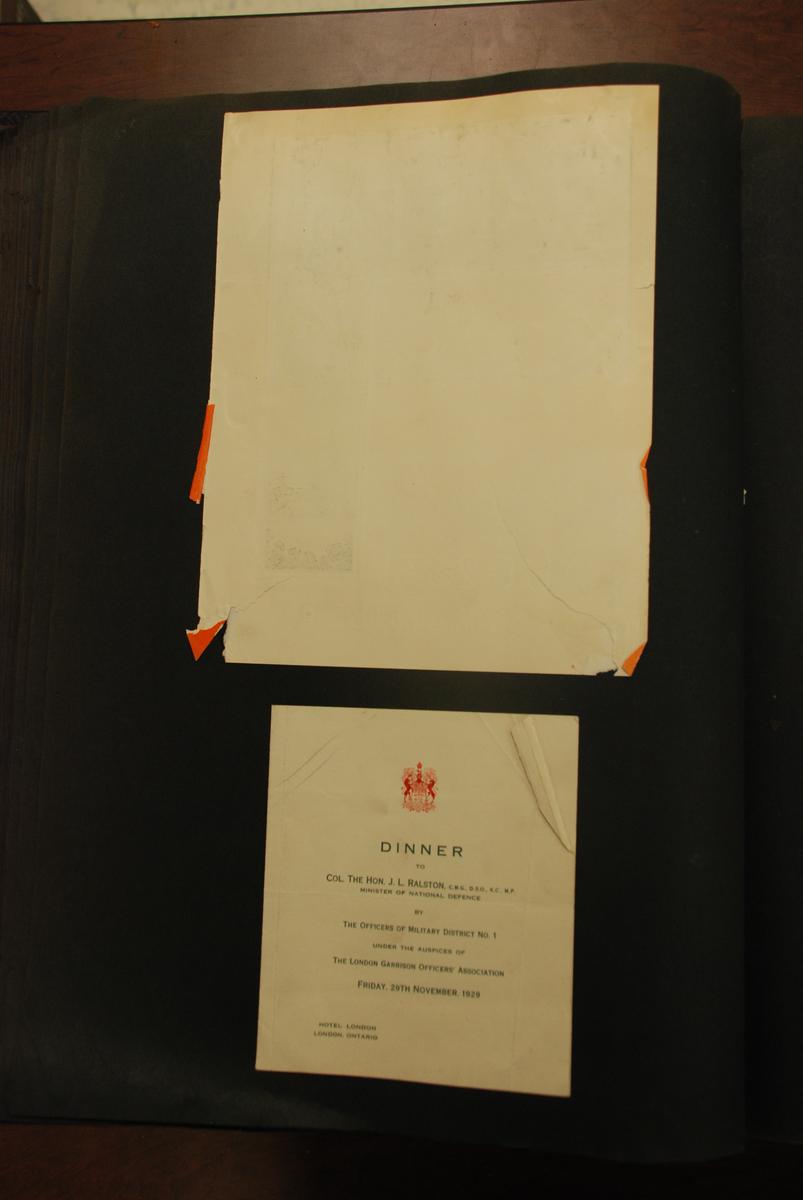 DINNER
TO
COL. THE HON. J. L. RALSTON, C.M.G., D.S.O., K.C., M.P.
MINISTER OF NATIONAL DEFENCE
BY
THE OFFICERS OF MILITARY DISTRICT NO. 1
UNDER THE AUSPICES OF
THE LONDON GARRISON OFFICERS' ASSOCIATION
FRIDAY, 29TH NOVEMBER, 1929
HOTEL LONDON
LONDON, ONTARIO